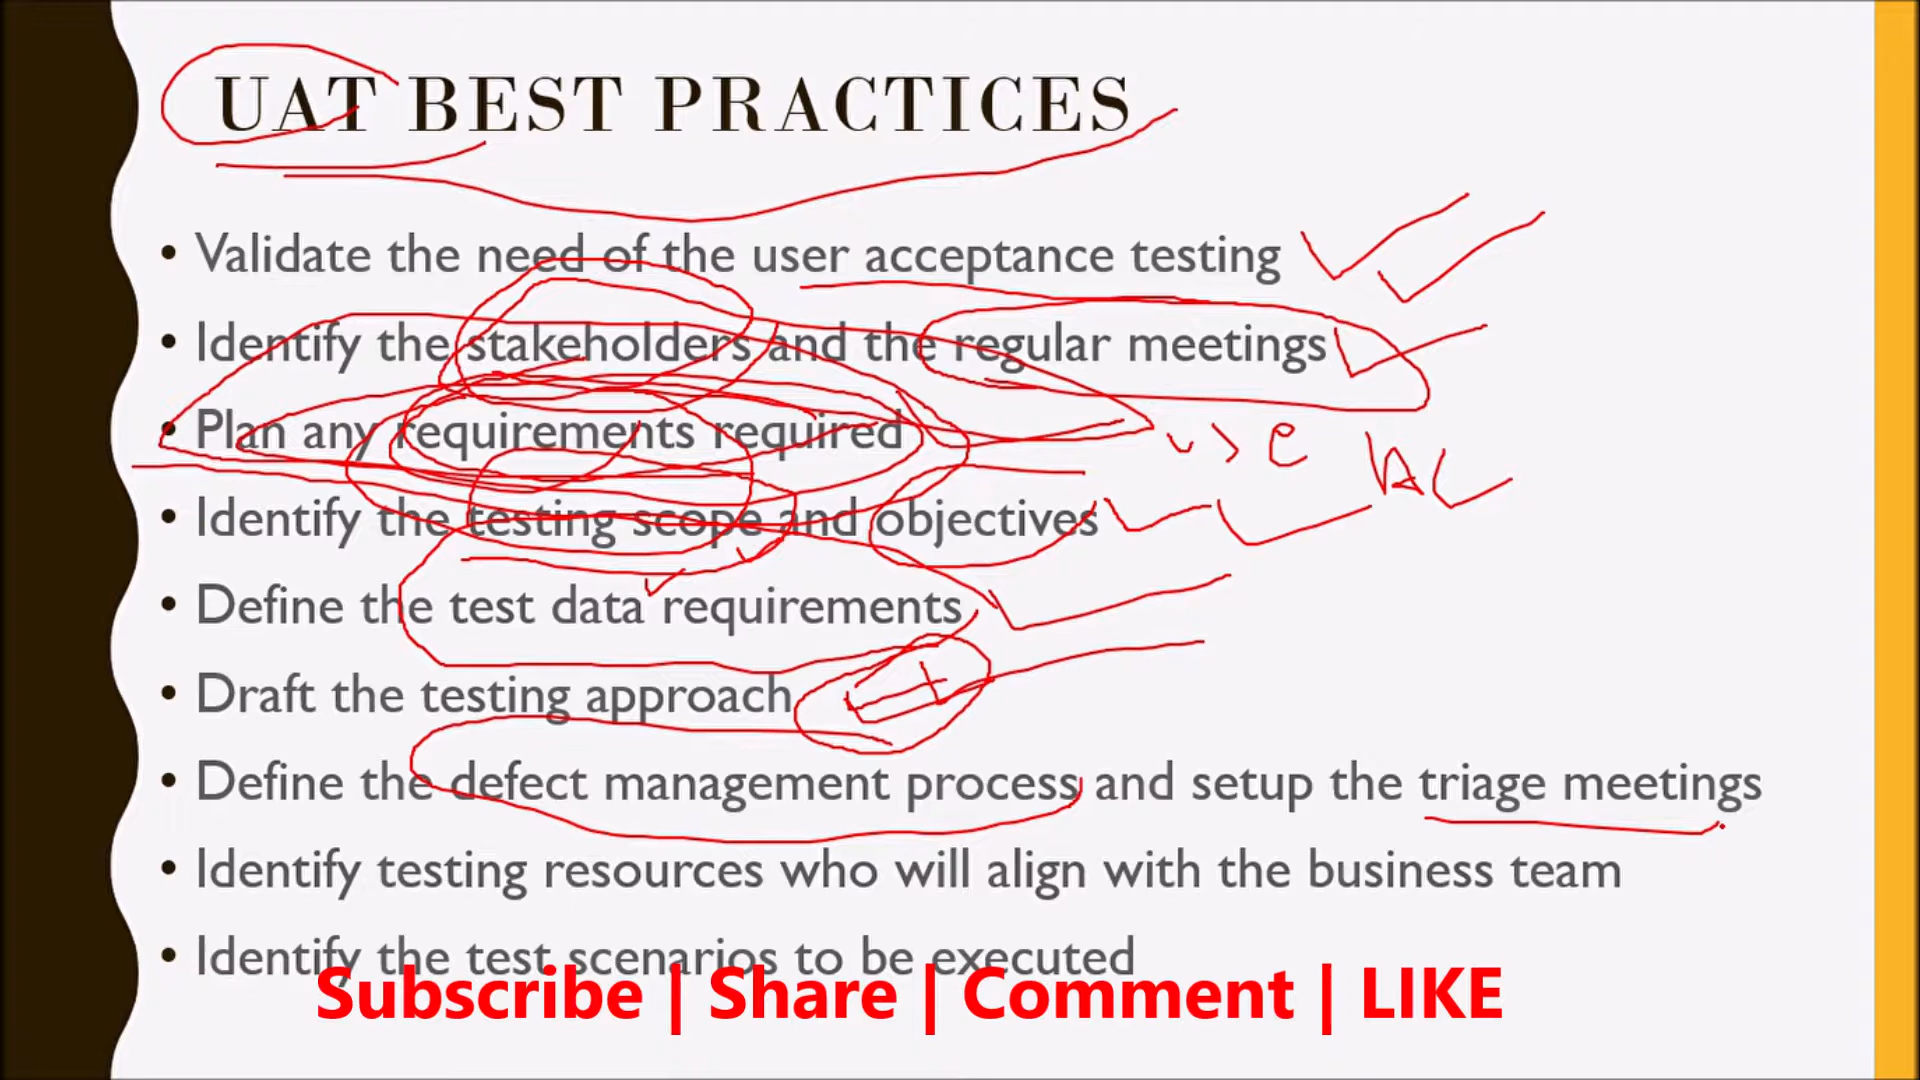 UAT BEST PRACTICES
• Validate the need of the user acceptance testing
• Identify the stakeholders and the regular meetings
• Plan any requirements required
use
AC
• Identify the testing scope and objectives
• Define the test data requirements
• Draft the testing approach
• Define the defect management process and setup the triage meetings
• Identify testing resources who will align with the business team
• Identify the test scenarios to be executed
Subscribe | Share | Comment | LIKE